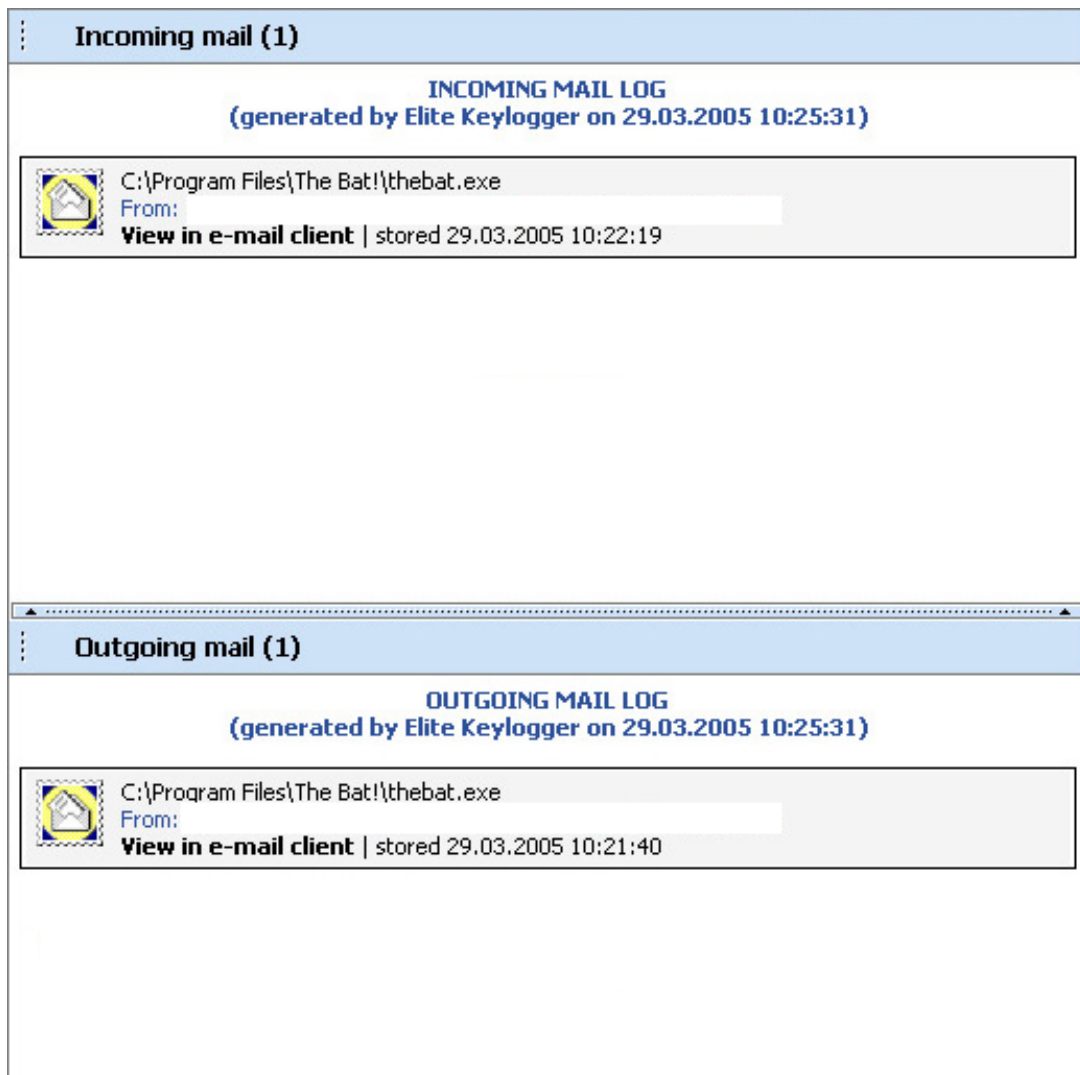 Incoming mail (1)
INCOMING MAIL LOG
(generated by Elite Keylogger on 29.03.2005 10:25:31)
C:\Program Files\The Bat!\thebat.exe
From:
View in e-mail client | stored 29.03.2005 10:22:19
Outgoing mail (1)
OUTGOING MAIL LOG
(generated by Elite Keylogger on 29.03.2005 10:25:31)
C:\Program Files\The Bat!\thebat.exe
From:
View in e-mail client | stored 29.03.2005 10:21:40